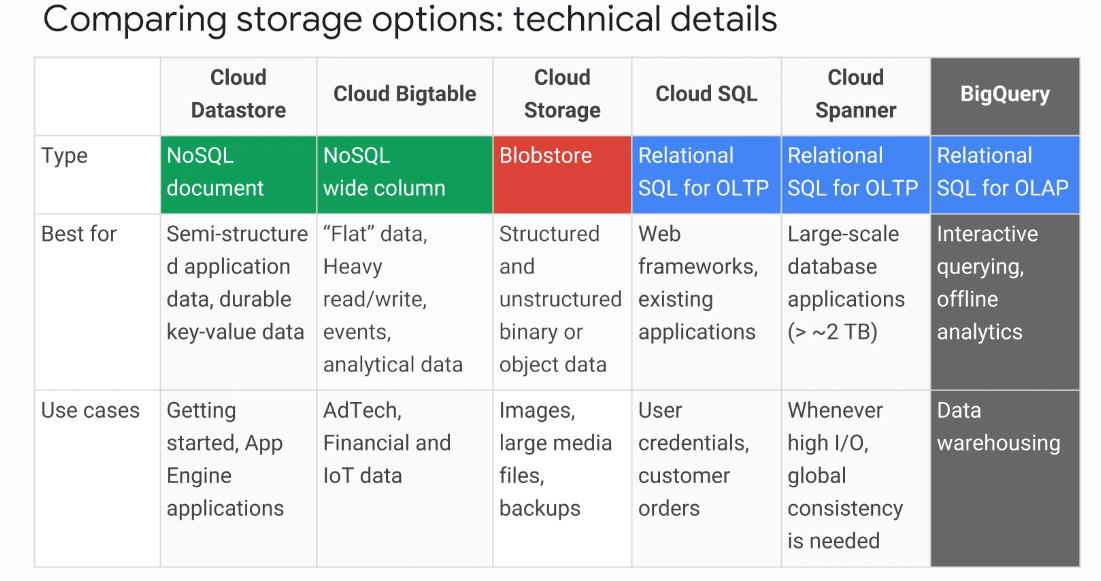 Comparing storage options: technical details
Cloud
Datastore
Cloud Bigtable
Cloud
Storage
Cloud SQL
Cloud
Spanner
BigQuery
Type
NoSQL
document
NoSQL
wide column
Blobstore
Relational
SQL for OLTP
Relational
SQL for OLTP
Relational
SQL for OLAP
Best for
Semi-structure
d application
data, durable
key-value data
“Flat” data,
Heavy
read/write,
events,
analytical data
Structured
and
unstructured
binary or
object data
Web
frameworks,
existing
applications
Large-scale
database
applications
(> ~2 TB)
Interactive
querying,
offline
analytics
Use cases
Getting
started, App
Engine
applications
AdTech,
Financial and
IoT data
Images,
large media
files,
backups
User
credentials,
customer
orders
Whenever
high I/O,
global
consistency
is needed
Data
warehousing